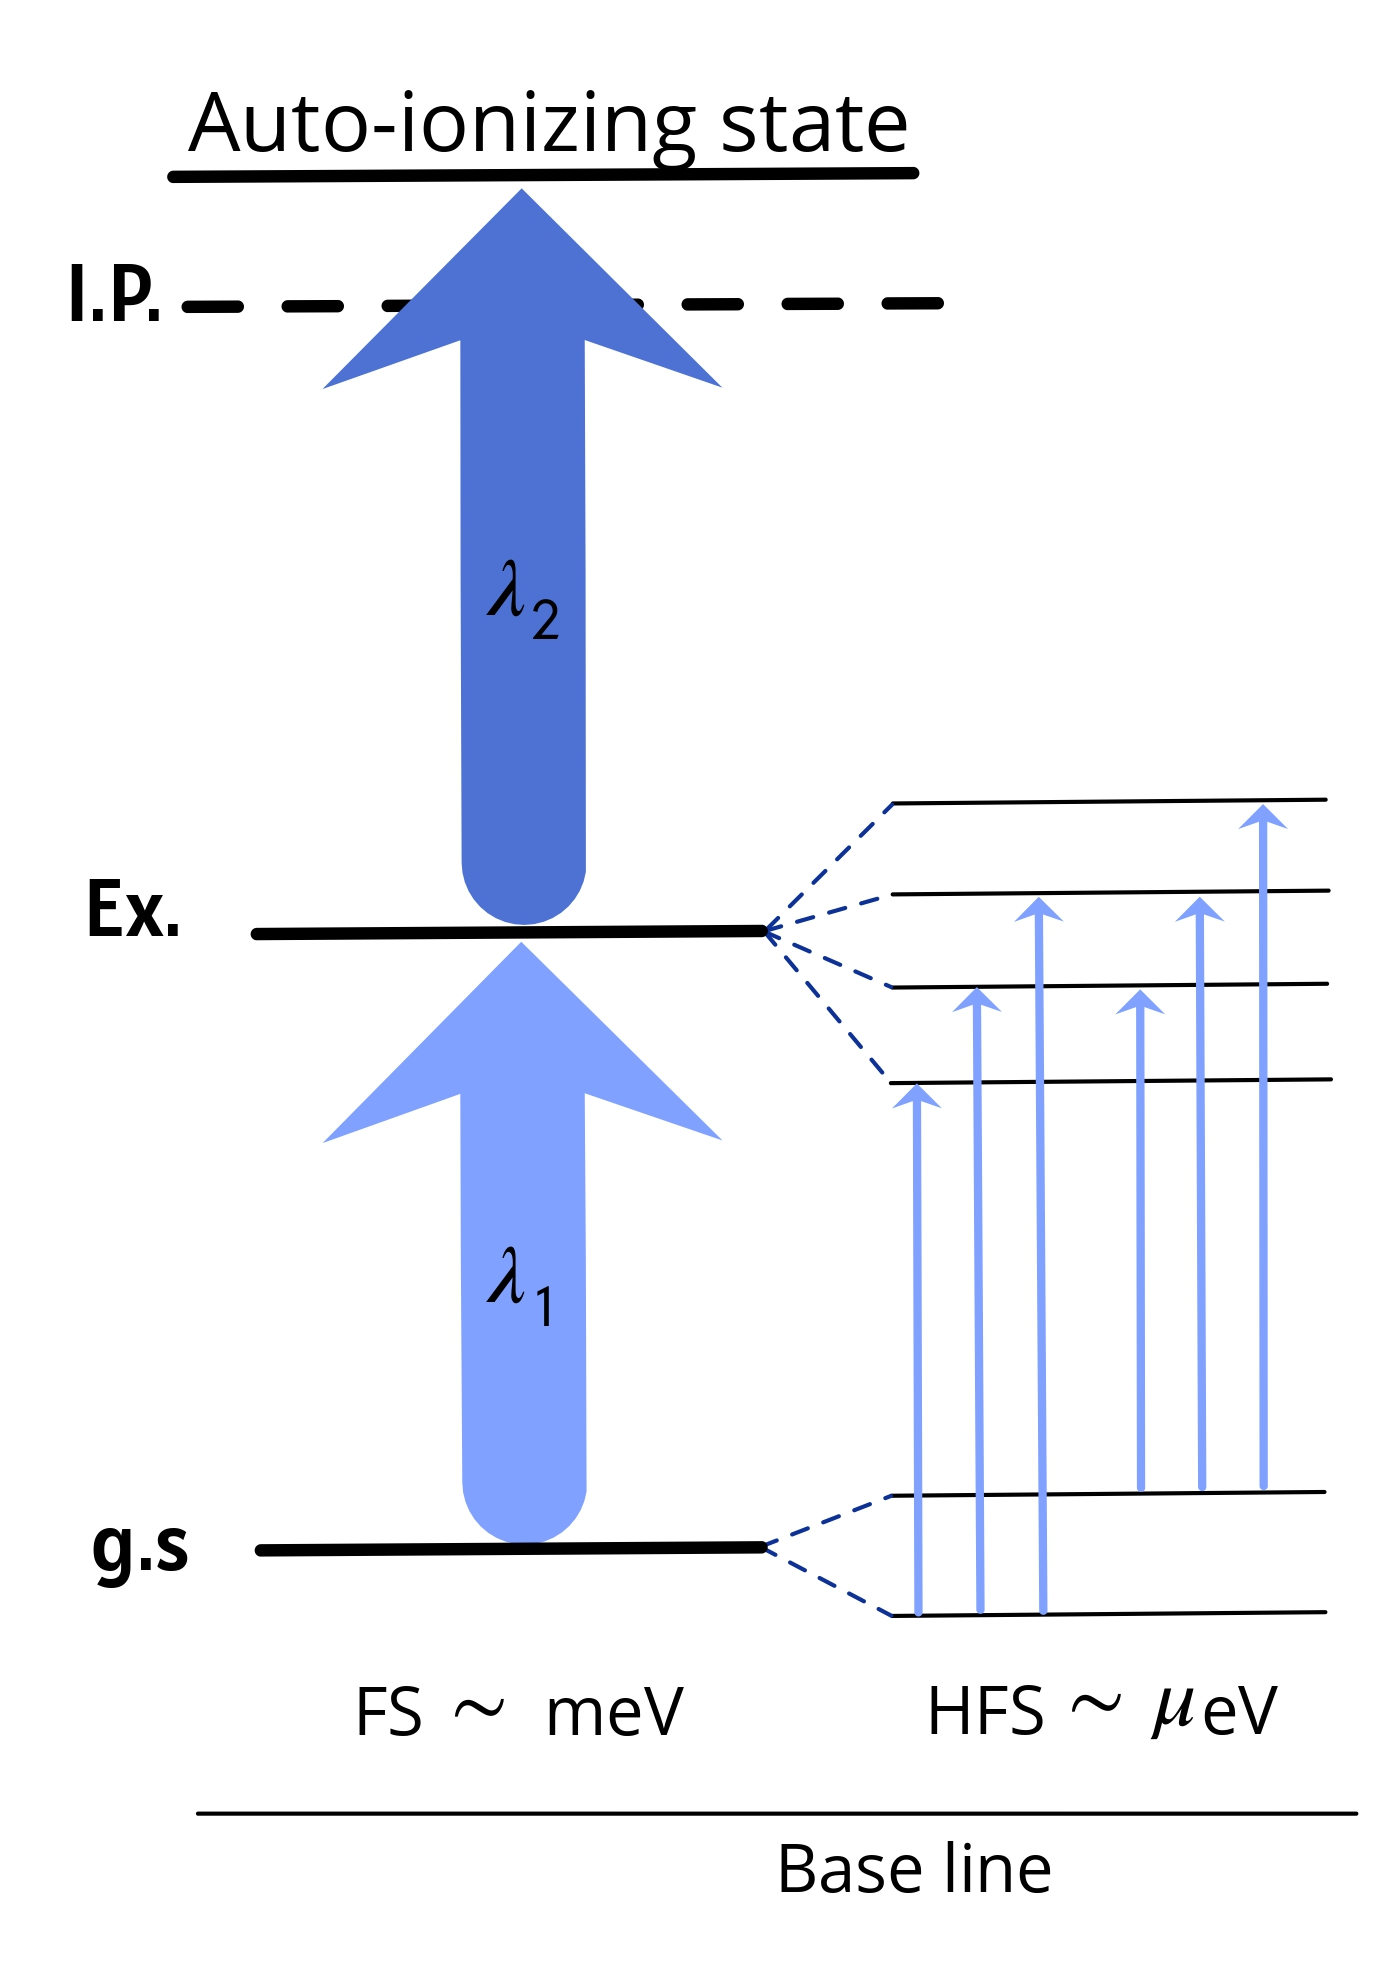 Auto-ionizing state
I.P.
λ2
Ex.
λ1
g.s
FS ~ meV
HFS ~ μeV
Base line